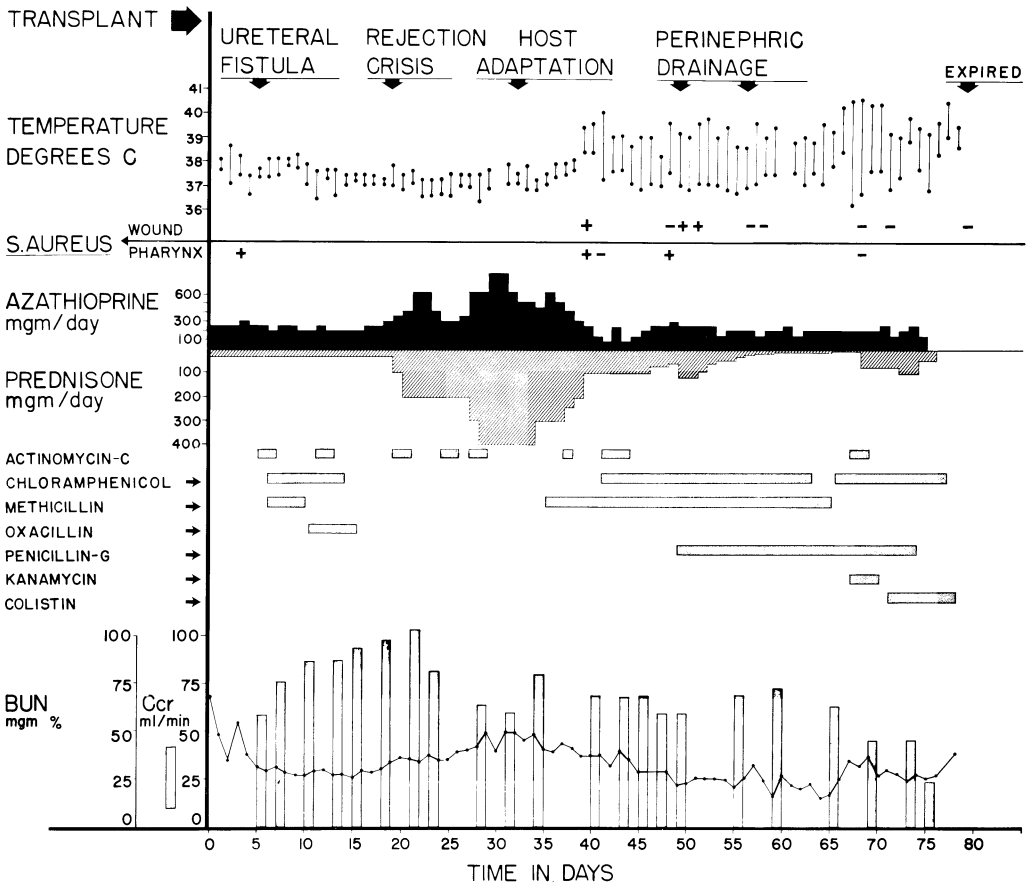 TRANSPLANT
URETERAL
FISTULA
REJECTION
CRISIS
HOST
ADAPTATION
PERINEPHRIC
DRAINAGE
EXPIRED
TEMPERATURE
DEGREES C
41
40
39
38
37
36
S. AUREUS
WOUND
+ - + + - - - - -
PHARYNX
+ + - + -
AZATHIOPRINE
mgm/day
600
300
100
PREDNISONE
mgm/day
100
200
300
400
ACTINOMYCIN-C
CHLORAMPHENICOL
METHICILLIN
OXACILLIN
PENICILLIN-G
KANAMYCIN
COLISTIN
BUN
mgm %
100
75
50
25
0
Ccr
ml/min
100
75
50
25
0
0 5 10 15 20 25 30 35 40 45 50 55 60 65 70 75 80
TIME IN DAYS